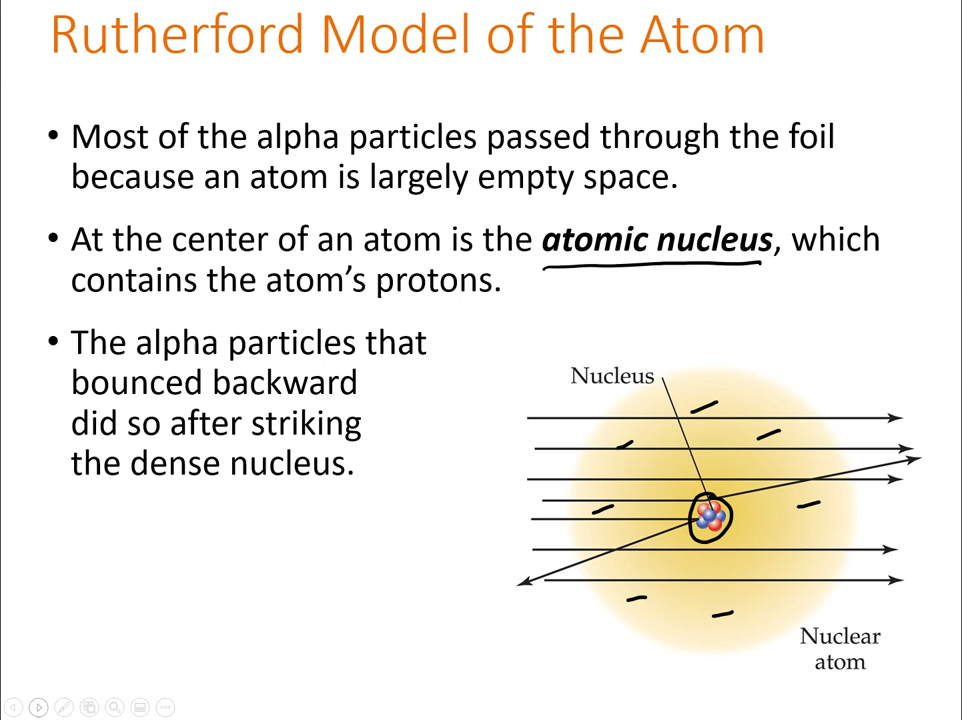 Rutherford Model of the Atom
• Most of the alpha particles passed through the foil
because an atom is largely empty space.
• At the center of an atom is the atomic nucleus, which
contains the atom’s protons.
• The alpha particles that
bounced backward
did so after striking
the dense nucleus.
Nucleus
Nuclear
atom